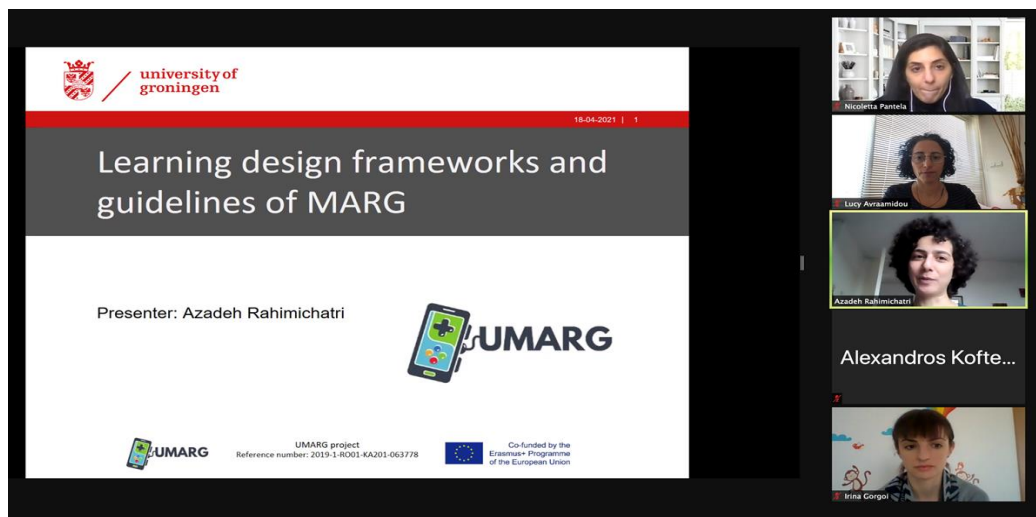 university of
groningen
18-04-2021 | 1
Learning design frameworks and
guidelines of MARG
Presenter: Azadeh Rahimichatri
UMARG
UMARG
UMARG project
Reference number: 2019-1-RO01-KA201-063778
Co-funded by the
Erasmus+ Programme
of the European Union
Nicoletta Pantela
Lucy Avraamidou
Azadeh Rahimichatri
Alexandros Kofte...
Irina Gorgol